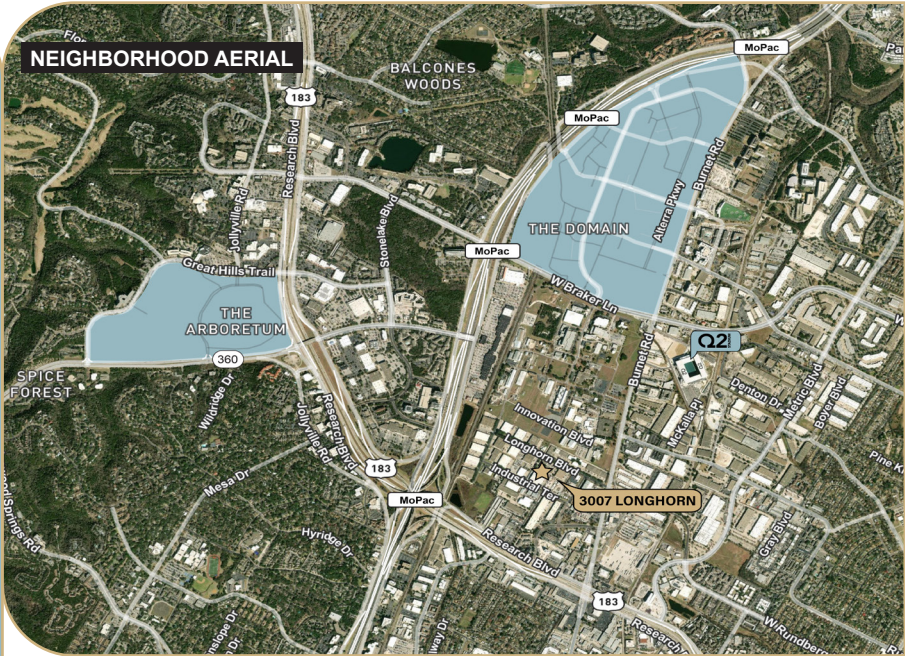 NEIGHBORHOOD AERIAL
MoPac
BALCONES
WOODS
183
Research Blvd
MoPac
Burnet Rd
Jollyville Rd
Stonelake Blvd
Alterra Pkwy
THE DOMAIN
MoPac
Great Hills Trail
W Braker Ln
THE
ARBORETUM
360
Q2
SPICE
FOREST
Wildridge Dr
Burnet Rd
McKalla Pl
Denton Dr
Metric Blvd
Boyer Blvd
Jollyville Rd
Research Blvd
Innovation Blvd
Longhorn Blvd
Industrial Ter
183
Mesa Dr
MoPac
3007 LONGHORN
Gray Blvd
Hyridge Dr
Research Blvd
183
Research
W Rundberg